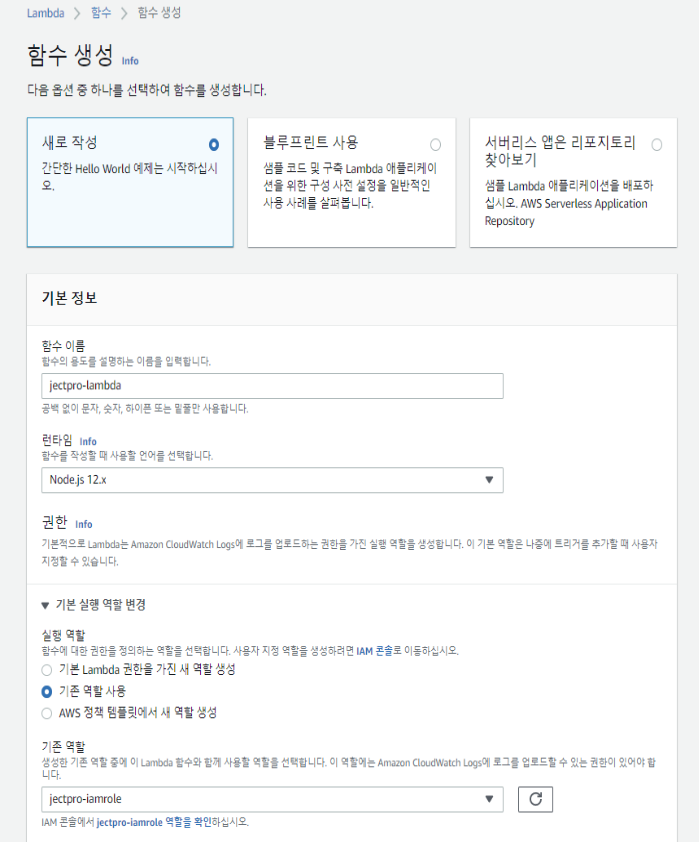 Lambda > 함수 > 함수 생성
함수 생성 Info
다음 옵션 중 하나를 선택하여 함수를 생성합니다.
새로 작성
간단한 Hello World 예제는 시작하십시
오.
블루프린트 사용
샘플 코드 및 구축 Lambda 애플리케이
션을 위한 구성 사전 설정을 일반적인
사용 사례를 살펴봅니다.
서버리스 앱은 리포지토리
찾아보기
샘플 Lambda 애플리케이션을 배포하
십시오. AWS Serverless Application
Repository
기본 정보
함수 이름
함수의 용도를 설명하는 이름을 입력합니다.
jectpro-lambda
공백 없이 문자, 숫자, 하이픈 또는 밑줄만 사용합니다.
런타임 Info
함수를 작성할 때 사용할 언어를 선택합니다.
Node.js 12.x
권한 Info
기본적으로 Lambda는 Amazon CloudWatch Logs에 로그를 업로드하는 권한을 가진 실행 역할을 생성합니다. 이 기본 역할은 나중에 트리거를 추가할 때 사용자
지정할 수 있습니다.
기본 실행 역할 변경
실행 역할
함수에 대한 권한을 정의하는 역할을 선택합니다. 사용자 지정 역할을 생성하려면 IAM 콘솔로 이동하십시오.
기본 Lambda 권한을 가진 새 역할 생성
기존 역할 사용
AWS 정책 템플릿에서 새 역할 생성
기존 역할
생성한 기존 역할 중에 이 Lambda 함수와 함께 사용할 역할을 선택합니다. 이 역할에는 Amazon CloudWatch Logs에 로그를 업로드할 수 있는 권한이 있어야 합
니다.
jectpro-iamrole
IAM 콘솔에서 jectpro-iamrole 역할을 확인하십시오.